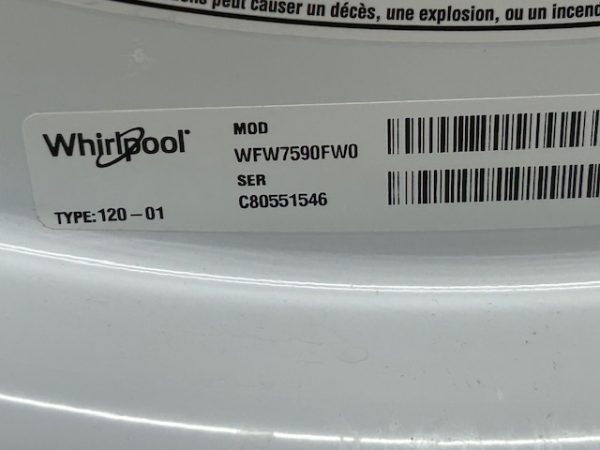 peut causer un décès, une explosion, ou un incend
Whirlpool
MOD
WFW7590FW0
SER
C80551546
TYPE: 120-01